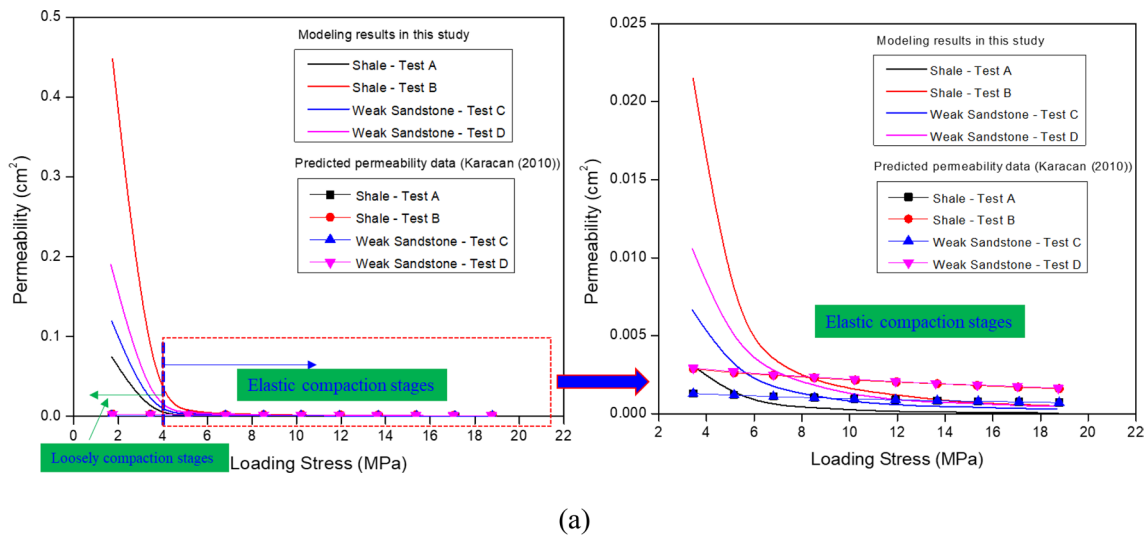 Modeling results in this study
Shale - Test A
Shale - Test B
Weak Sandstone - Test C
Weak Sandstone - Test D
Predicted permeability data (Karacan (2010))
Shale - Test A
Shale - Test B
Weak Sandstone - Test C
Weak Sandstone - Test D
Elastic compaction stages
Loosely compaction stages
Permeability (cm²)
0.5
0.4
0.3
0.2
0.1
0.0
0 2 4 6 8 10 12 14 16 18 20 22
Loading Stress (MPa)
Modeling results in this study
Shale - Test A
Shale - Test B
Weak Sandstone - Test C
Weak Sandstone - Test D
Predicted permeability data (Karacan (2010))
Shale - Test A
Shale - Test B
Weak Sandstone - Test C
Weak Sandstone - Test D
Elastic compaction stages
Permeability (cm²)
0.025
0.020
0.015
0.010
0.005
0.000
2 4 6 8 10 12 14 16 18 20 22
Loading Stress (MPa)
(a)